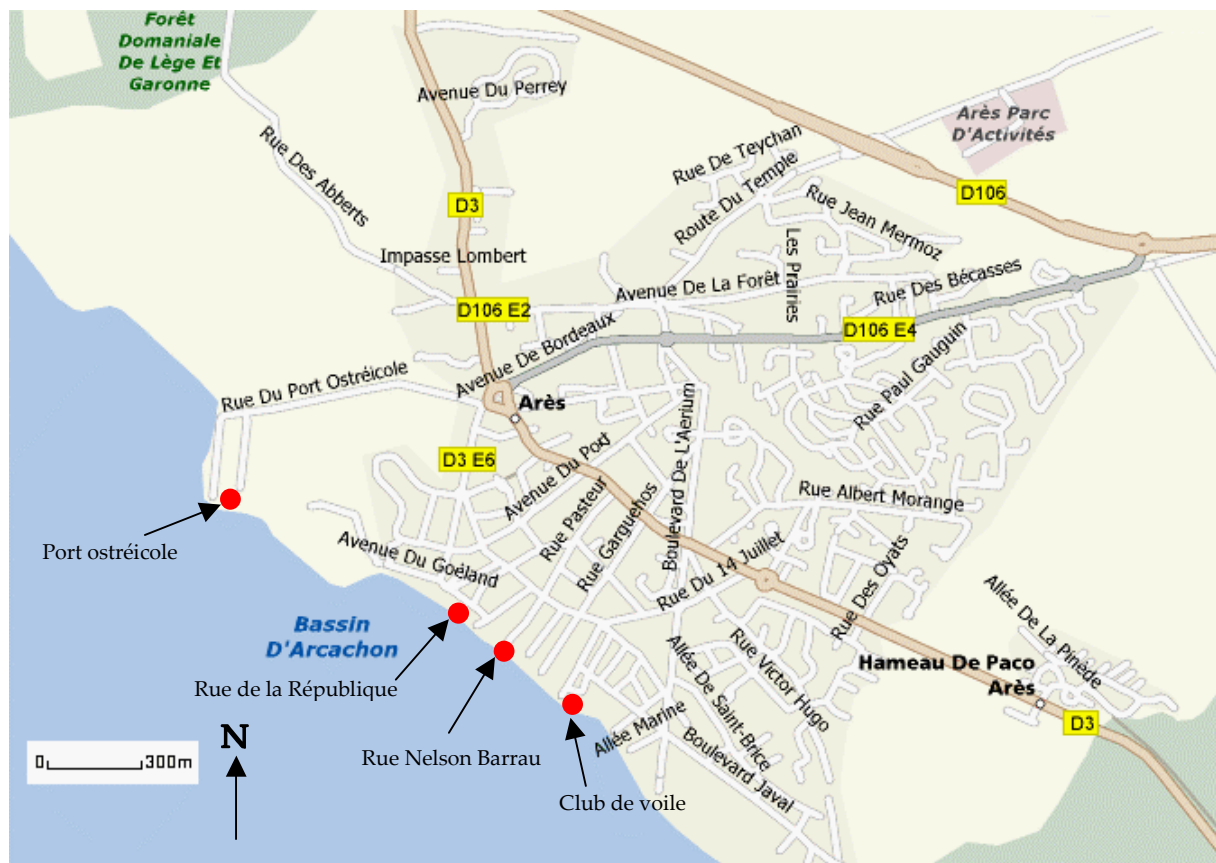 Forêt
Domaniale
De Lège Et
Garonne
Avenue Du Perrey
Arès Parc
D'Activités
Rue Des Abberts
Rue De Teychan
Route Du Temple
D3
D106
Rue Jean Mermoz
Impasse Lombert
Les Prairies
Avenue De La Forêt
Rue Des Bécasses
D106 E2
D106 E4
Avenue De Bordeaux
Rue Du Port Ostréicole
Rue Paul Gauguin
Arès
Boulevard De L'Aerium
D3 E6
Avenue Du Port
Rue Pasteur
Rue Garguehos
Rue Albert Morange
Port ostréicole
Avenue Du Goéland
Rue Du 14 Juillet
Rue Des Oyats
Allée De La Pinède
Bassin
D'Arcachon
Rue Victor Hugo
Allée De Saint-Brice
Hameau De Paco
Arès
Rue de la République
Allée Marine
D3
N
Rue Nelson Barrau
Boulevard Javal
0 300m
Club de voile